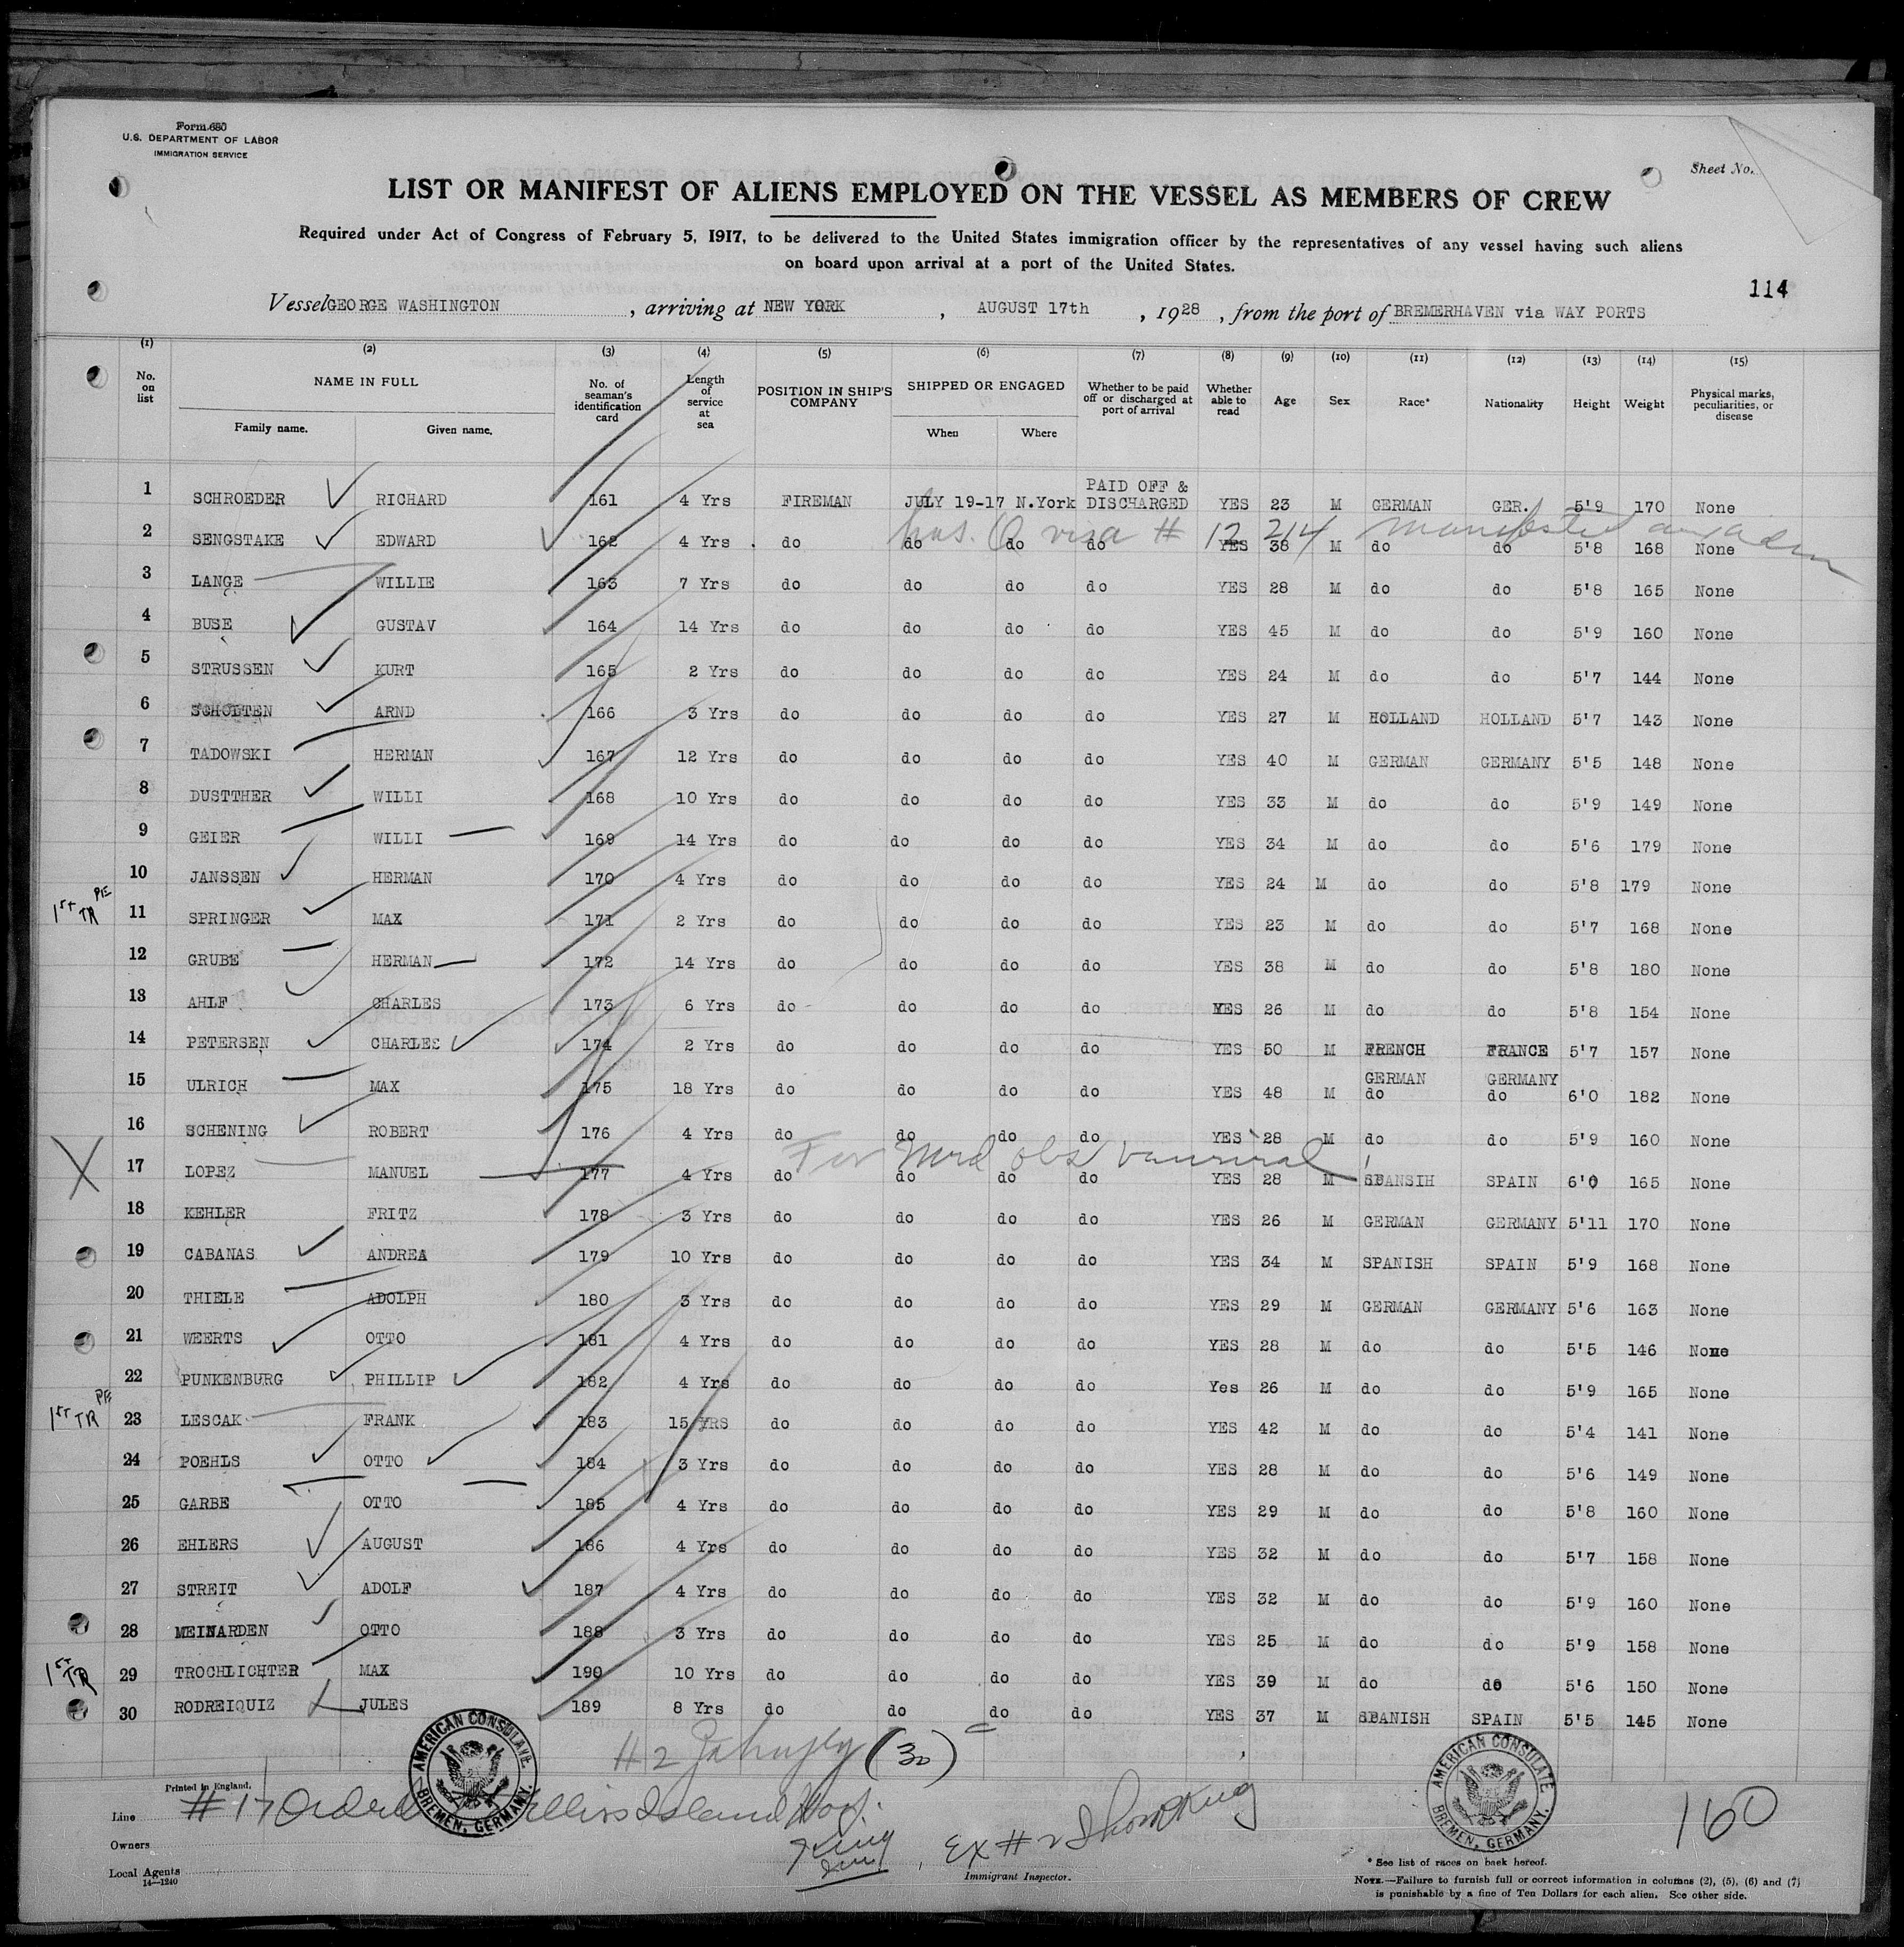 Form 680
U.S. DEPARTMENT OF LABOR
IMMIGRATION SERVICE
Sheet No.
LIST OR MANIFEST OF ALIENS EMPLOYED ON THE VESSEL AS MEMBERS OF CREW
Required under Act of Congress of February 5, 1917, to be delivered to the United States immigration officer by the representatives of any vessel having such aliens
on board upon arrival at a port of the United States.
114
Vessel GEORGE WASHINGTON, arriving at NEW YORK, AUGUST 17th, 1928, from the port of BREMERHAVEN via WAY PORTS
(1) (2) (3) (4) (5) (6) (7) (8) (9) (10) (11) (12) (13) (14) (15)
No. on list NAME IN FULL Family name. Given name. No. of seaman's identification card Length of service at sea POSITION IN SHIP'S COMPANY SHIPPED OR ENGAGED When Where Whether to be paid off or discharged at port of arrival Whether able to read Age Sex Race* Nationality Height Weight Physical marks, peculiarities, or disease
1 SCHROEDER RICHARD 161 4 Yrs FIREMAN JULY 19-17 N.York PAID OFF & DISCHARGED YES 23 M GERMAN GER. 5'9 170 None
has visa # 12214 manifested
2 SENGSTAKE EDWARD 162 4 Yrs do do do do YES 38 M do do 5'8 168 None
3 LANGE WILLIE 163 7 Yrs do do do do YES 28 M do do 5'8 165 None
4 BUSE GUSTAV 164 14 Yrs do do do do YES 45 M do do 5'9 160 None
5 STRUSSEN KURT 165 2 Yrs do do do do YES 24 M do do 5'7 144 None
6 SCHOLTEN ARND 166 3 Yrs do do do do YES 27 M HOLLAND HOLLAND 5'7 143 None
7 TADOWSKI HERMAN 167 12 Yrs do do do do YES 40 M GERMAN GERMANY 5'5 148 None
8 DUSTTHER WILLI 168 10 Yrs do do do do YES 33 M do do 5'9 149 None
9 GEIER WILLI 169 14 Yrs do do do do YES 34 M do do 5'6 179 None
10 JANSSEN HERMAN 170 4 Yrs do do do do YES 24 M do do 5'8 179 None
1st TR PIE 11 SPRINGER MAX 171 2 Yrs do do do do YES 23 M do do 5'7 168 None
12 GRUBE HERMAN 172 14 Yrs do do do do YES 38 M do do 5'8 180 None
13 AHLF CHARLES 173 6 Yrs do do do do YES 26 M do do 5'8 154 None
14 PETERSEN CHARLES 174 2 Yrs do do do do YES 50 M FRENCH FRANCE 5'7 157 None
15 ULRICH MAX 175 18 Yrs do do do do YES 48 M GERMAN do GERMANY do 6'0 182 None
16 SCHENING ROBERT 176 4 Yrs do do do do YES 28 M do do 5'9 160 None
For Med obs
X 17 LOPEZ MANUEL 177 4 Yrs do do do do YES 28 M SPANSIH SPAIN 6'0 165 None
18 KEHLER FRITZ 178 3 Yrs do do do do YES 26 M GERMAN GERMANY 5'11 170 None
19 CABANAS ANDREA 179 10 Yrs do do do do YES 34 M SPANISH SPAIN 5'9 168 None
20 THIELE ADOLPH 180 3 Yrs do do do do YES 29 M GERMAN GERMANY 5'6 163 None
21 WEERTS OTTO 181 4 Yrs do do do do YES 28 M do do 5'5 146 None
22 PUNKENBURG PHILLIP 182 4 Yrs do do do do Yes 26 M do do 5'9 165 None
1st TR PIE 23 LESCAK FRANK 183 15 YRS do do do do YES 42 M do do 5'4 141 None
24 POEHLS OTTO 184 3 Yrs do do do do YES 28 M do do 5'6 149 None
25 GARBE OTTO 185 4 Yrs do do do do YES 29 M do do 5'8 160 None
26 EHLERS AUGUST 186 4 Yrs do do do do YES 32 M do do 5'7 158 None
27 STREIT ADOLF 187 4 Yrs do do do do YES 32 M do do 5'9 160 None
28 MEINARDEN OTTO 188 3 Yrs do do do do YES 25 M do do 5'9 158 None
1st TR 29 TROCHLICHTER MAX 190 10 Yrs do do do do YES 39 M do do 5'6 150 None
30 RODREIQUIZ JULES 189 8 Yrs do do do do YES 37 M SPANISH SPAIN 5'5 145 None
# 2 (30)
AMERICAN CONSULATE BREMEN, GERMANY.
AMERICAN CONSULATE BREMEN, GERMANY.
Printed in England.
Line
# 17 Ordered Ellis Island Hosp.
160
Owners
King
Ex # 2
Local Agents
14—1240
Immigrant Inspector.
* See list of races on back hereof.
NOTE.—Failure to furnish full or correct information in columns (2), (5), (6) and (7)
is punishable by a fine of Ten Dollars for each alien. See other side.